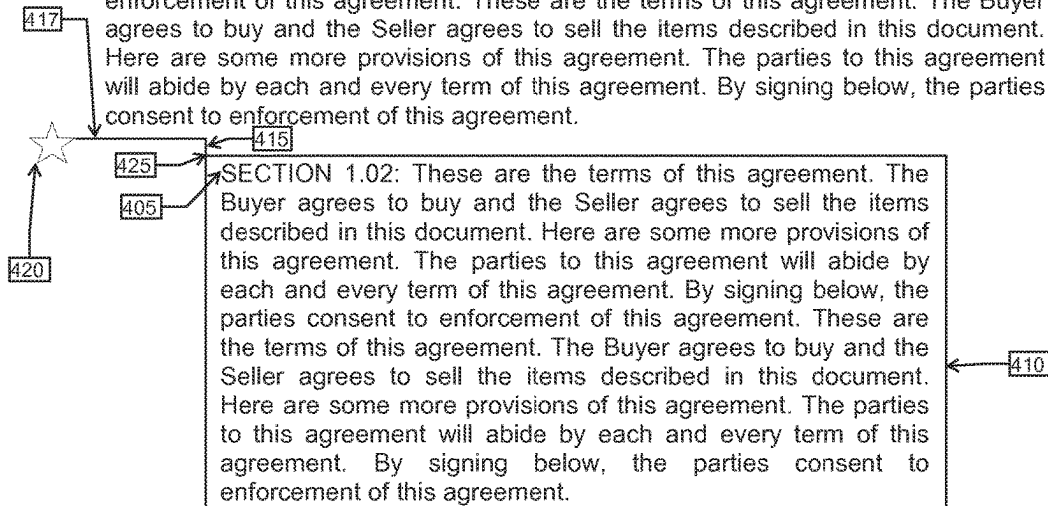 enforcement of this agreement. These are the terms of this agreement. The Buyer
417
agrees to buy and the Seller agrees to sell the items described in this document.
Here are some more provisions of this agreement. The parties to this agreement
will abide by each and every term of this agreement. By signing below, the parties
consent to enforcement of this agreement.
415
425
SECTION 1.02: These are the terms of this agreement. The
405
Buyer agrees to buy and the Seller agrees to sell the items
described in this document. Here are some more provisions of
420
this agreement. The parties to this agreement will abide by
each and every term of this agreement. By signing below, the
parties consent to enforcement of this agreement. These are
the terms of this agreement. The Buyer agrees to buy and the
410
Seller agrees to sell the items described in this document.
Here are some more provisions of this agreement. The parties
to this agreement will abide by each and every term of this
agreement. By signing below, the parties consent to
enforcement of this agreement.